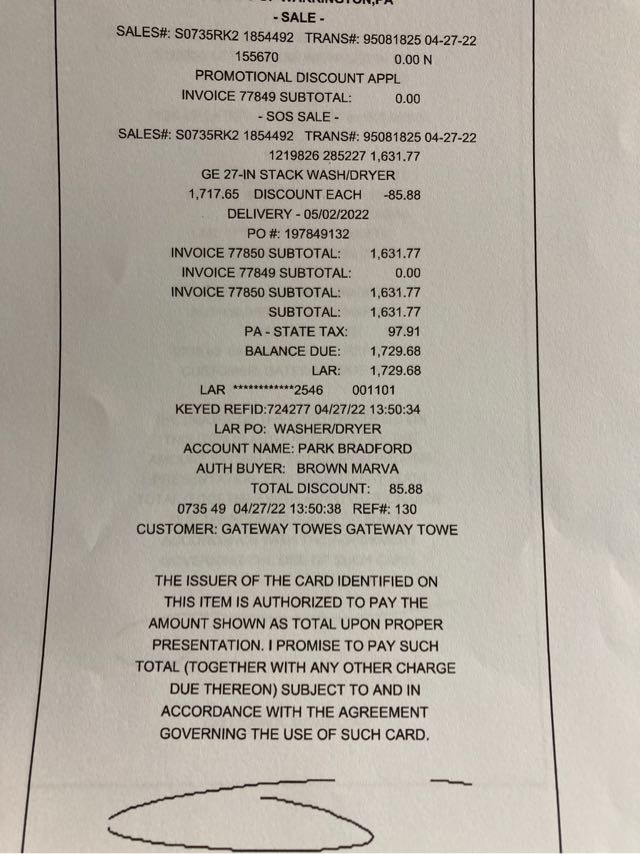 OF WARRINGTON,PA
- SALE -
SALES#: S0735RK2 1854492 TRANS#: 95081825 04-27-22
155670 0.00 N
PROMOTIONAL DISCOUNT APPL
INVOICE 77849 SUBTOTAL: 0.00
- SOS SALE -
SALES#: S0735RK2 1854492 TRANS#: 95081825 04-27-22
1219826 285227 1,631.77
GE 27-IN STACK WASH/DRYER
1,717.65 DISCOUNT EACH -85.88
DELIVERY - 05/02/2022
PO #: 197849132
INVOICE 77850 SUBTOTAL: 1,631.77
INVOICE 77849 SUBTOTAL: 0.00
INVOICE 77850 SUBTOTAL: 1,631.77
SUBTOTAL: 1,631.77
PA - STATE TAX: 97.91
BALANCE DUE: 1,729.68
LAR: 1,729.68
LAR ************2546 001101
KEYED REFID:724277 04/27/22 13:50:34
LAR PO: WASHER/DRYER
ACCOUNT NAME: PARK BRADFORD
AUTH BUYER: BROWN MARVA
TOTAL DISCOUNT: 85.88
0735 49 04/27/22 13:50:38 REF#: 130
CUSTOMER: GATEWAY TOWES GATEWAY TOWE
THE ISSUER OF THE CARD IDENTIFIED ON
THIS ITEM IS AUTHORIZED TO PAY THE
AMOUNT SHOWN AS TOTAL UPON PROPER
PRESENTATION. I PROMISE TO PAY SUCH
TOTAL (TOGETHER WITH ANY OTHER CHARGE
DUE THEREON) SUBJECT TO AND IN
ACCORDANCE WITH THE AGREEMENT
GOVERNING THE USE OF SUCH CARD.